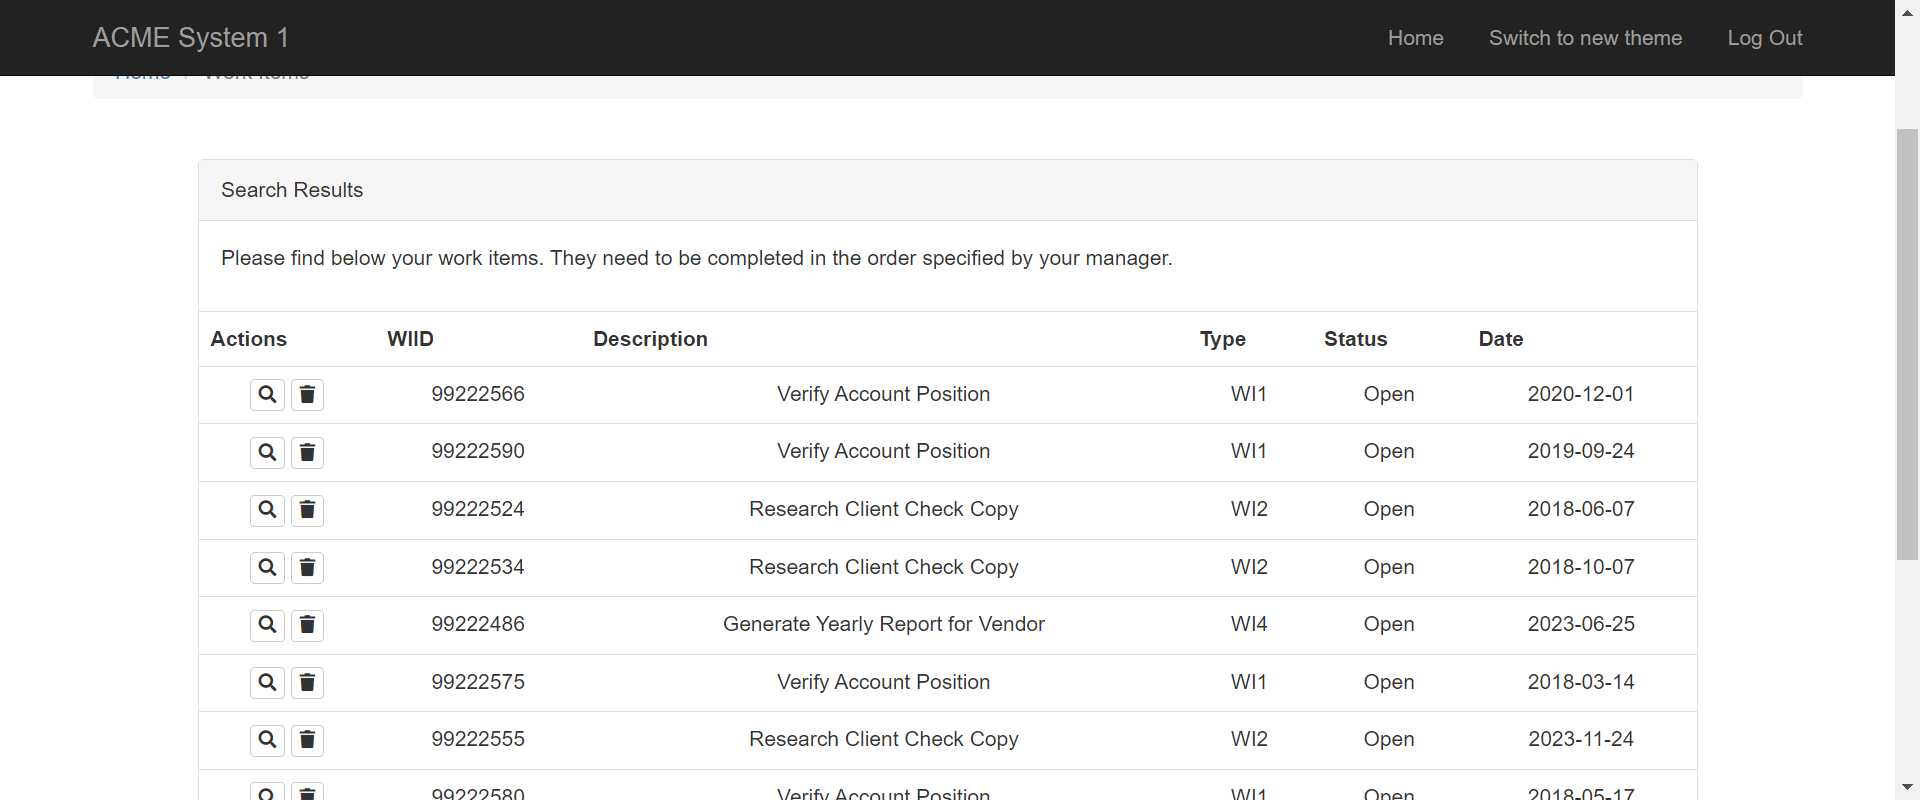 ACME System 1 Home Switch to new theme Log Out
Home / Work Items
Search Results
Please find below your work items. They need to be completed in the order specified by your manager.
Actions WIID Description Type Status Date
99222566 Verify Account Position WI1 Open 2020-12-01
99222590 Verify Account Position WI1 Open 2019-09-24
99222524 Research Client Check Copy WI2 Open 2018-06-07
99222534 Research Client Check Copy WI2 Open 2018-10-07
99222486 Generate Yearly Report for Vendor WI4 Open 2023-06-25
99222575 Verify Account Position WI1 Open 2018-03-14
99222555 Research Client Check Copy WI2 Open 2023-11-24
99222580 Verify Account Position WI1 Open 2018-05-17